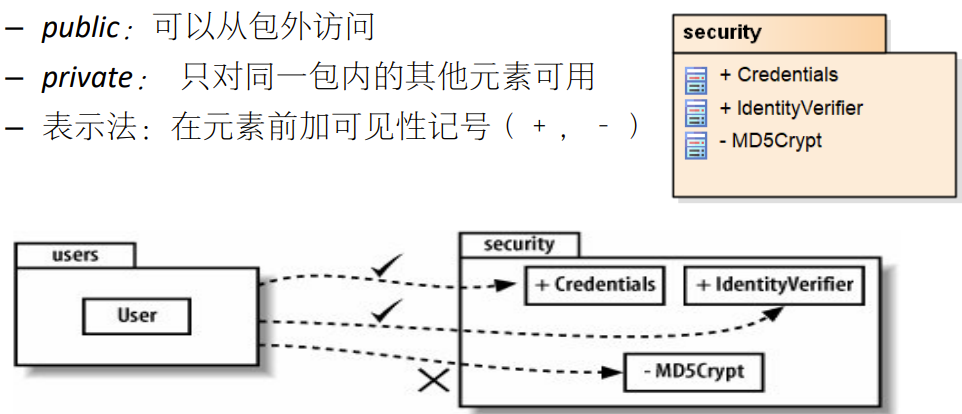 – public：可以从包外访问
– private： 只对同一包内的其他元素可用
– 表示法：在元素前加可见性记号（﹢，﹣）
security
+ Credentials
+ IdentityVerifier
- MD5Crypt
users
User
security
+ Credentials
+ IdentityVerifier
- MD5Crypt